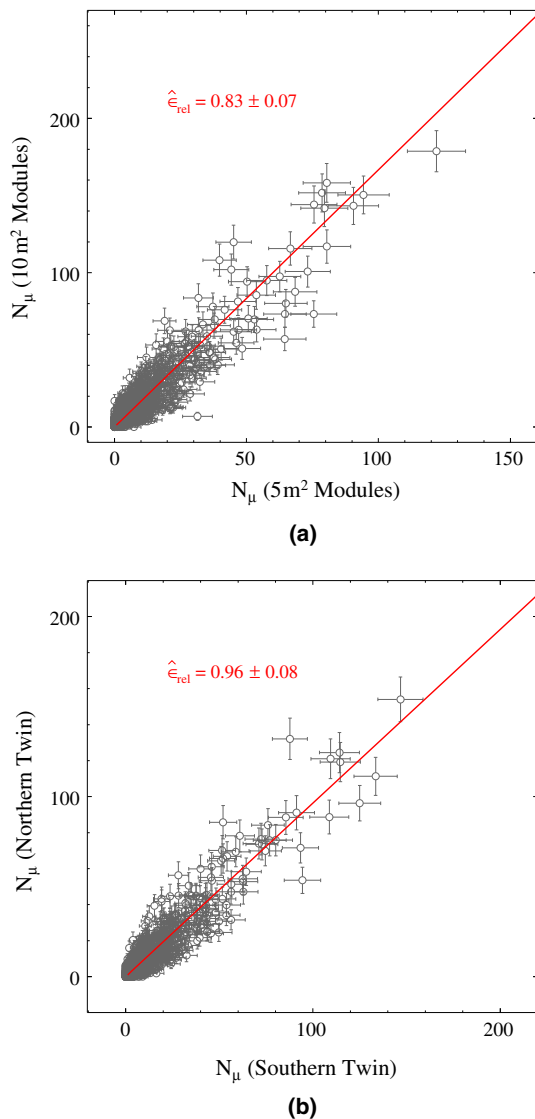 200
100
0
ε̂rel = 0.83 ± 0.07
Nμ (10 m² Modules)
0
50
100
150
Nμ (5 m² Modules)
(a)
200
100
0
ε̂rel = 0.96 ± 0.08
Nμ (Northern Twin)
0
100
200
Nμ (Southern Twin)
(b)